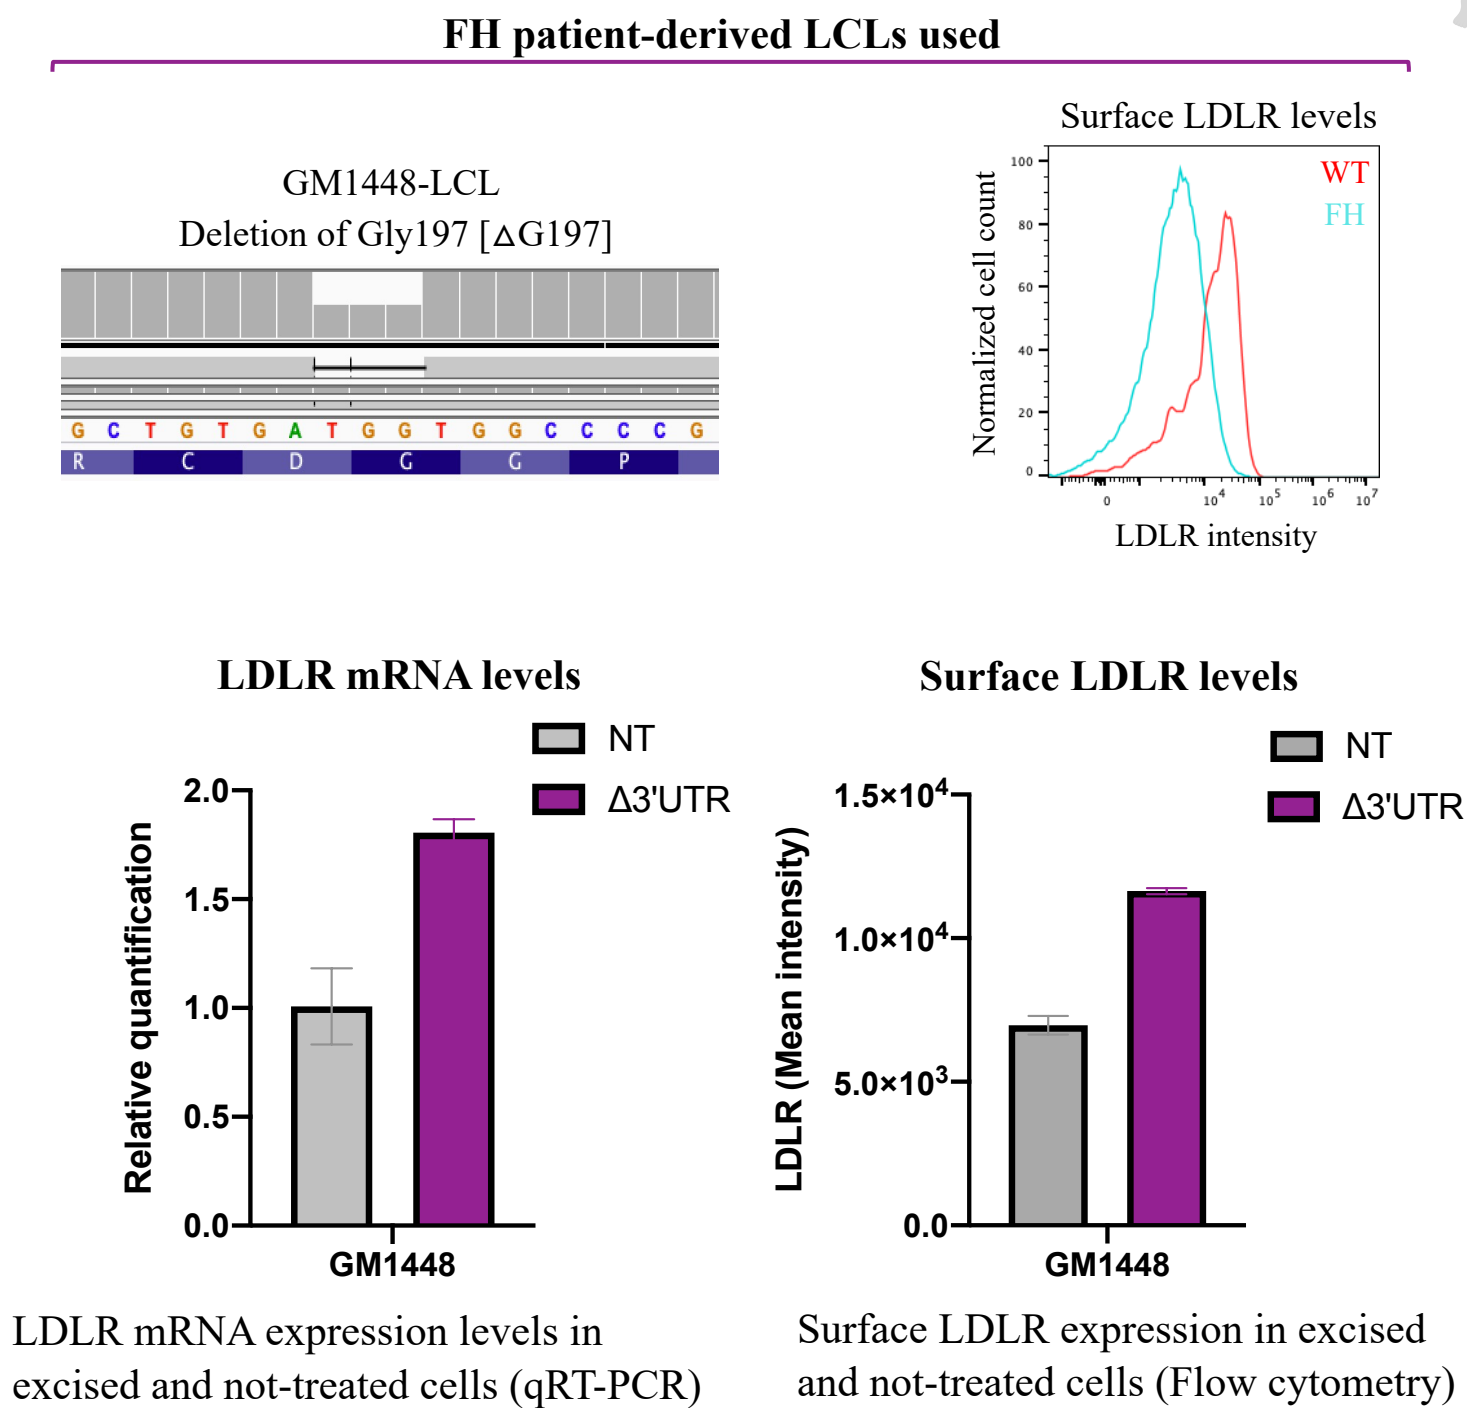 FH patient-derived LCLs used
GM1448-LCL
Deletion of Gly197 [△G197]
G C T G T G A T G G T G G C C C C G
R C D G G P
Surface LDLR levels
WT
FH
Normalized cell count
100
80
60
40
20
0
0 10⁴ 10⁵ 10⁶ 10⁷
LDLR intensity
LDLR mRNA levels
NT
Δ3'UTR
Relative quantification
2.0
1.5
1.0
0.5
0.0
GM1448
LDLR mRNA expression levels in
excised and not-treated cells (qRT-PCR)
Surface LDLR levels
NT
Δ3'UTR
LDLR (Mean intensity)
1.5×10⁴
1.0×10⁴
5.0×10³
0.0
GM1448
Surface LDLR expression in excised
and not-treated cells (Flow cytometry)